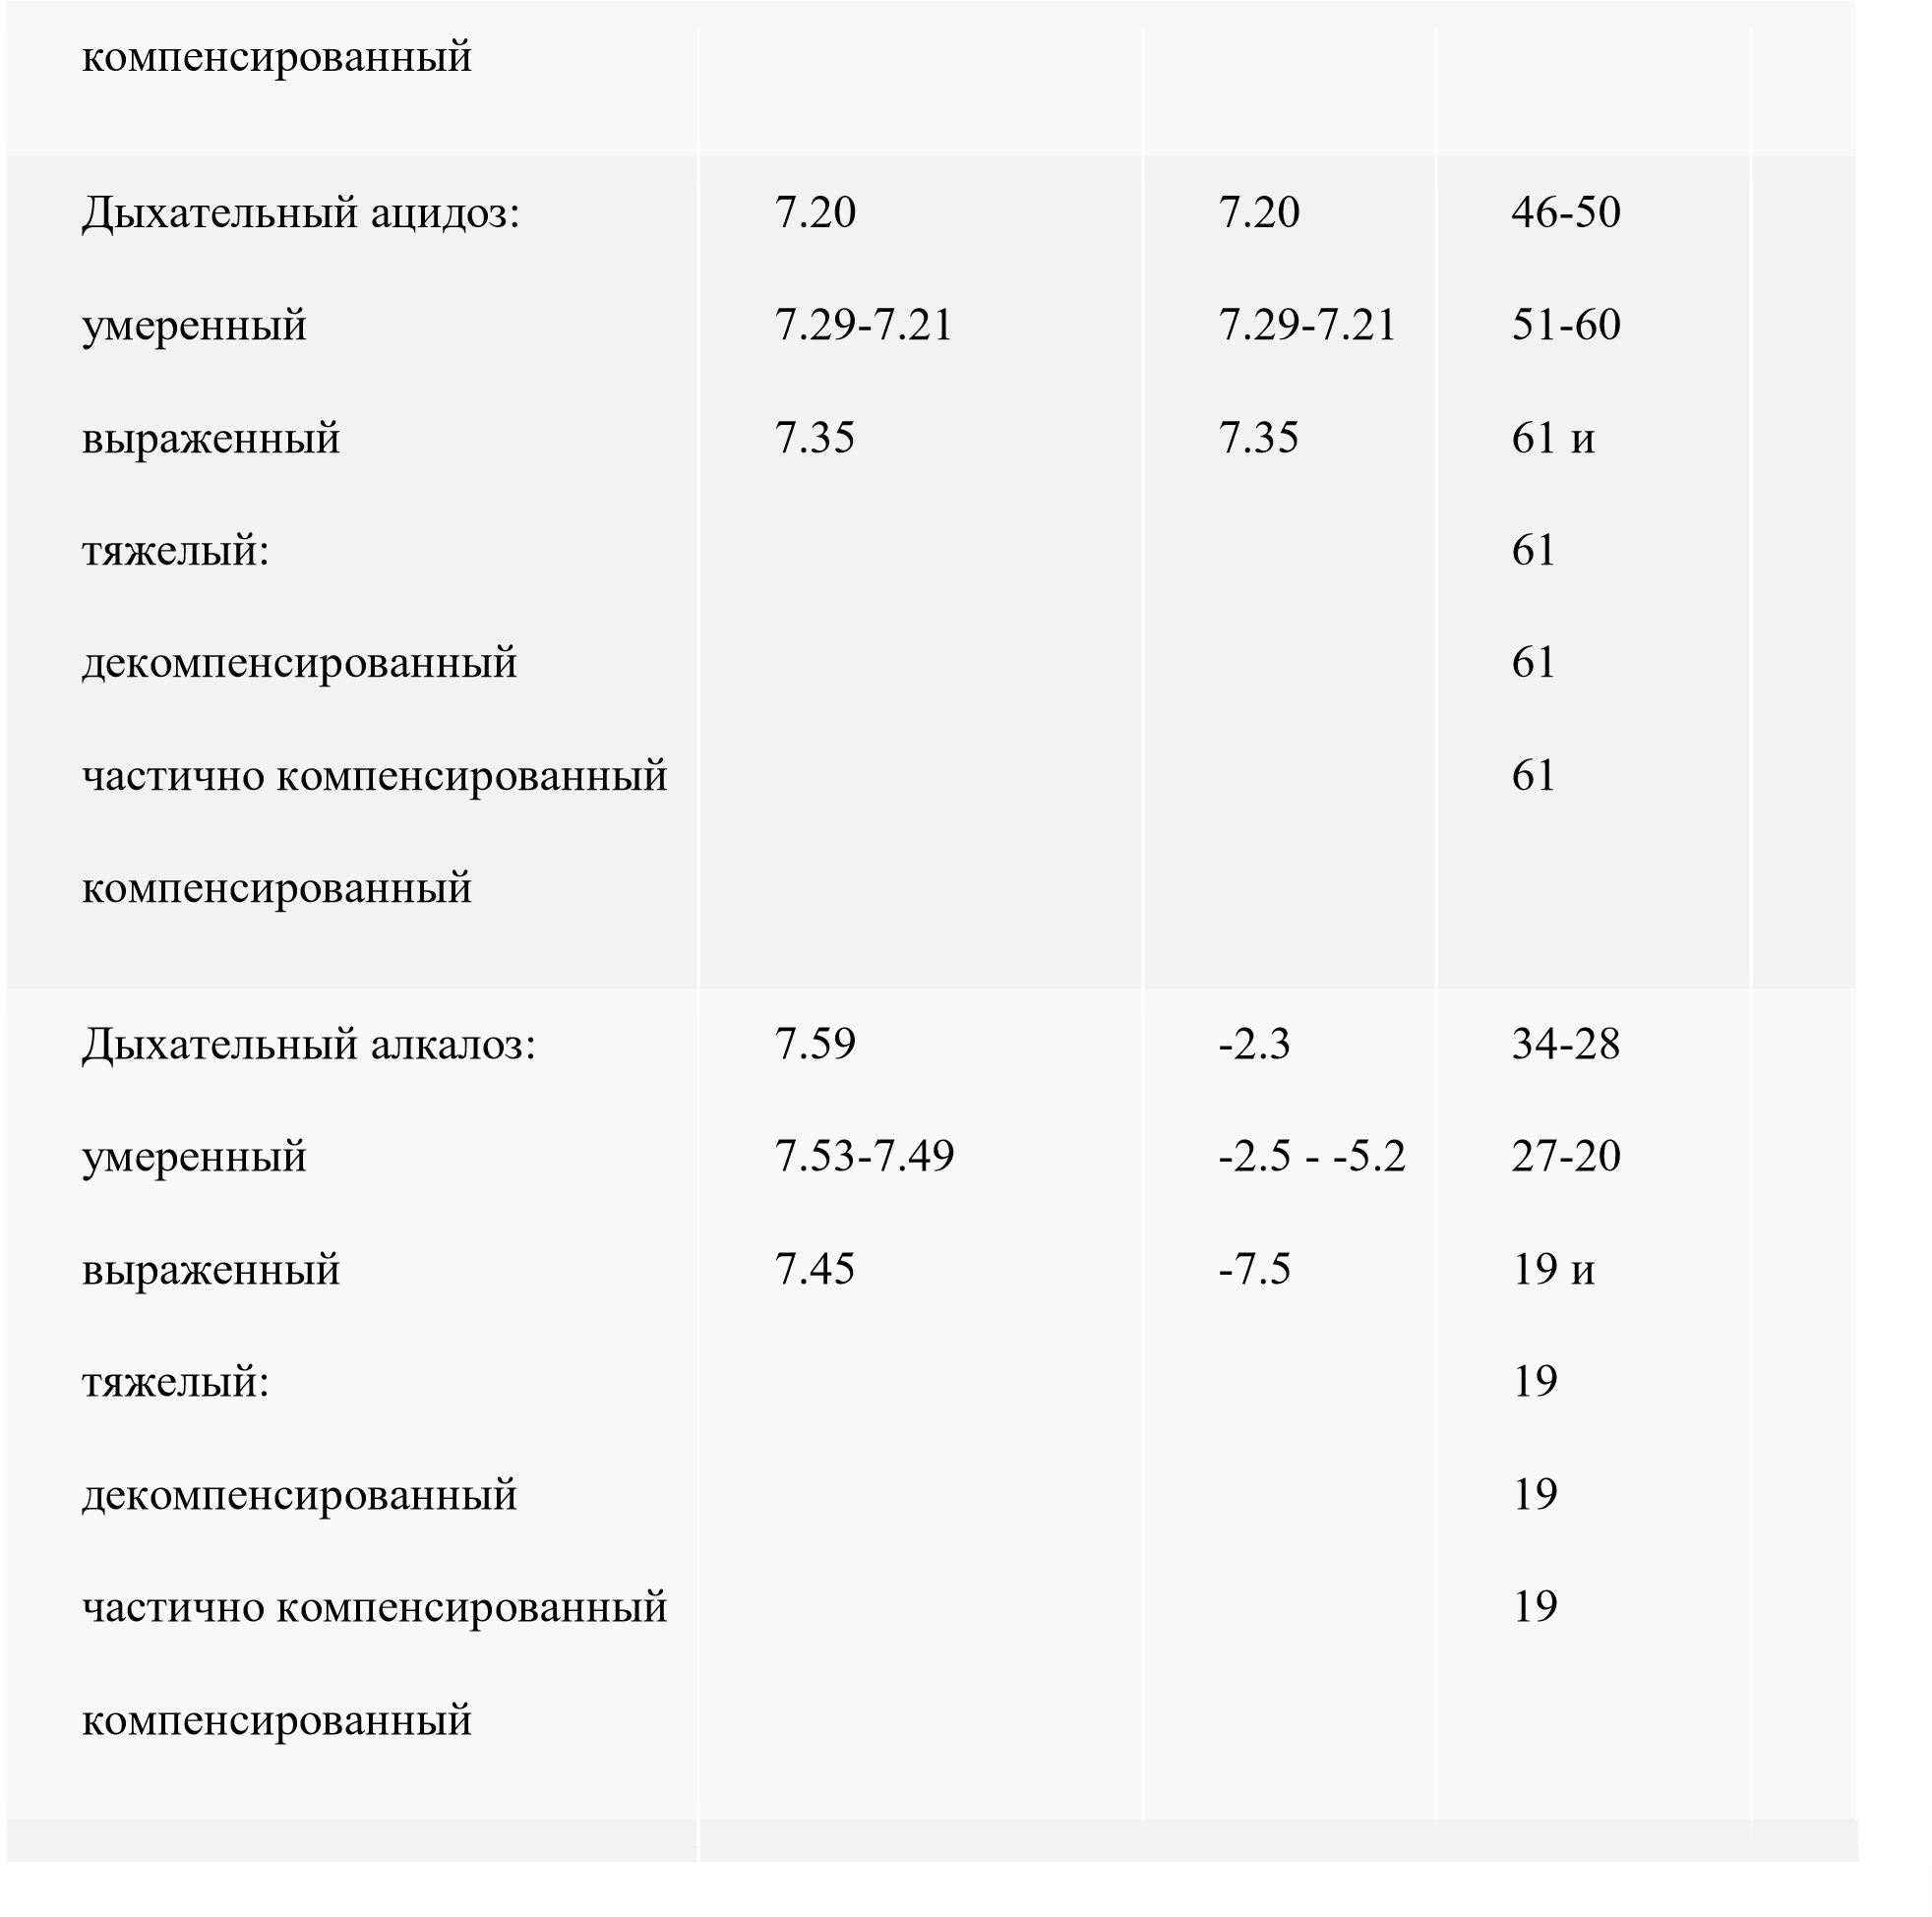 компенсированный
Дыхательный ацидоз: 7.20 7.20 46-50
умеренный 7.29-7.21 7.29-7.21 51-60
выраженный 7.35 7.35 61 и
тяжелый: 61
декомпенсированный 61
частично компенсированный 61
компенсированный
Дыхательный алкалоз: 7.59 -2.3 34-28
умеренный 7.53-7.49 -2.5 - -5.2 27-20
выраженный 7.45 -7.5 19 и
тяжелый: 19
декомпенсированный 19
частично компенсированный 19
компенсированный